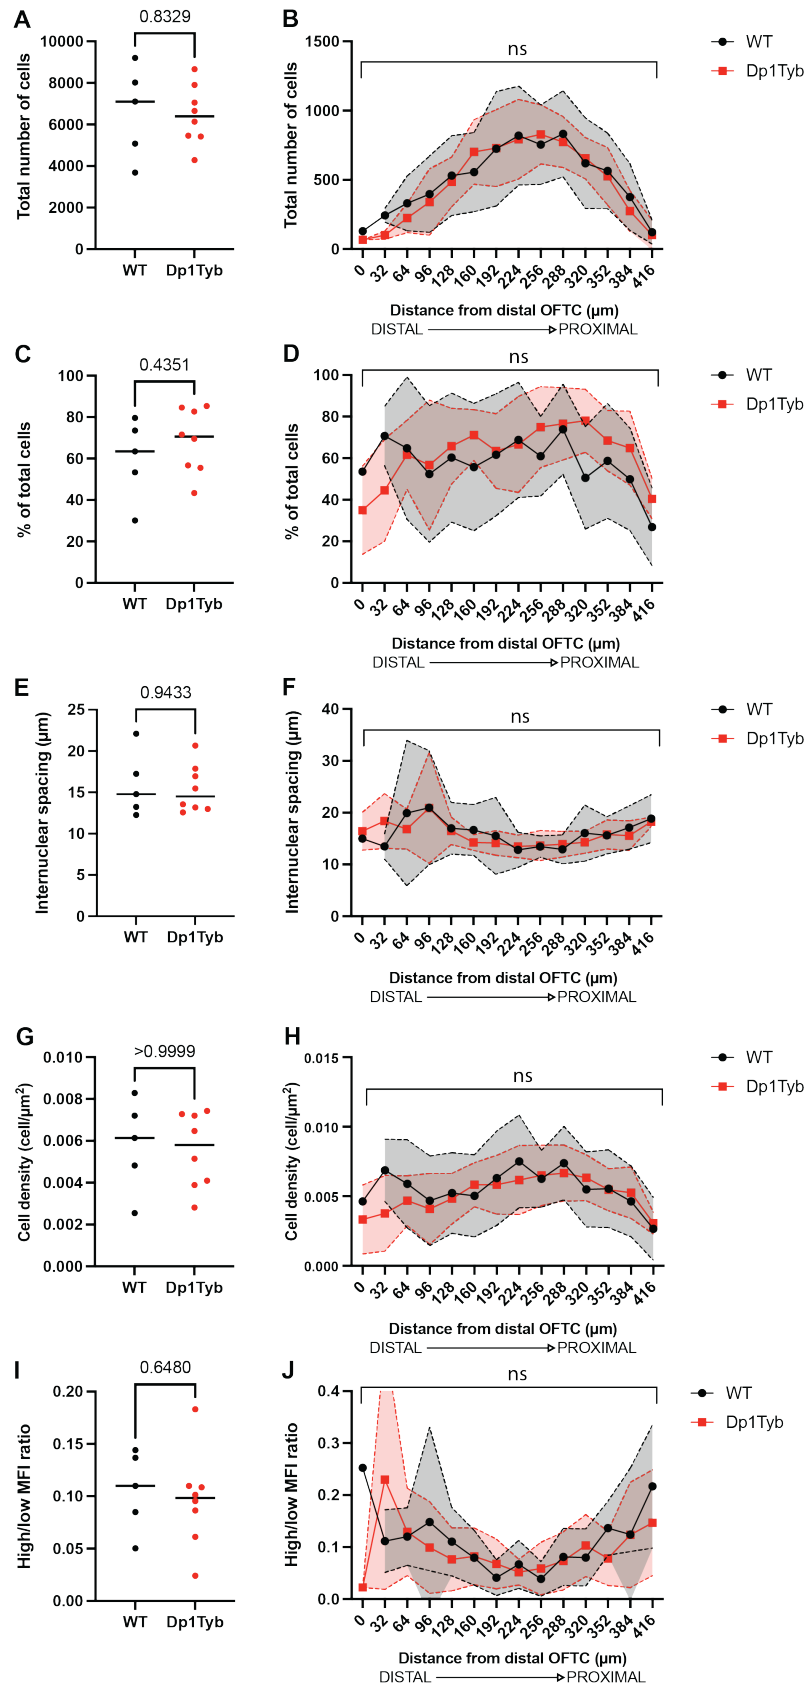 A
0.8329
Total number of cells
10000
8000
6000
4000
2000
0
WT Dp1Tyb
B
ns
WT
Dp1Tyb
Total number of cells
1500
1000
500
0
0 32 64 96 128 160 192 224 256 288 320 352 384 416
Distance from distal OFTC (µm)
DISTAL PROXIMAL
C
0.4351
% of total cells
100
80
60
40
20
0
WT Dp1Tyb
D
ns
WT
Dp1Tyb
% of total cells
100
80
60
40
20
0
0 32 64 96 128 160 192 224 256 288 320 352 384 416
Distance from distal OFTC (µm)
DISTAL PROXIMAL
E
0.9433
Internuclear spacing (µm)
25
20
15
10
5
0
WT Dp1Tyb
F
ns
WT
Dp1Tyb
Internuclear spacing (µm)
40
30
20
10
0
0 32 64 96 128 160 192 224 256 288 320 352 384 416
Distance from distal OFTC (µm)
DISTAL PROXIMAL
G
>0.9999
Cell density (cell/µm²)
0.010
0.008
0.006
0.004
0.002
0.000
WT Dp1Tyb
H
ns
WT
Dp1Tyb
Cell density (cell/µm²)
0.015
0.010
0.005
0.000
0 32 64 96 128 160 192 224 256 288 320 352 384 416
Distance from distal OFTC (µm)
DISTAL PROXIMAL
I
0.6480
High/low MFI ratio
0.20
0.15
0.10
0.05
0.00
WT Dp1Tyb
J
ns
WT
Dp1Tyb
High/low MFI ratio
0.4
0.3
0.2
0.1
0.0
0 32 64 96 128 160 192 224 256 288 320 352 384 416
Distance from distal OFTC (µm)
DISTAL PROXIMAL